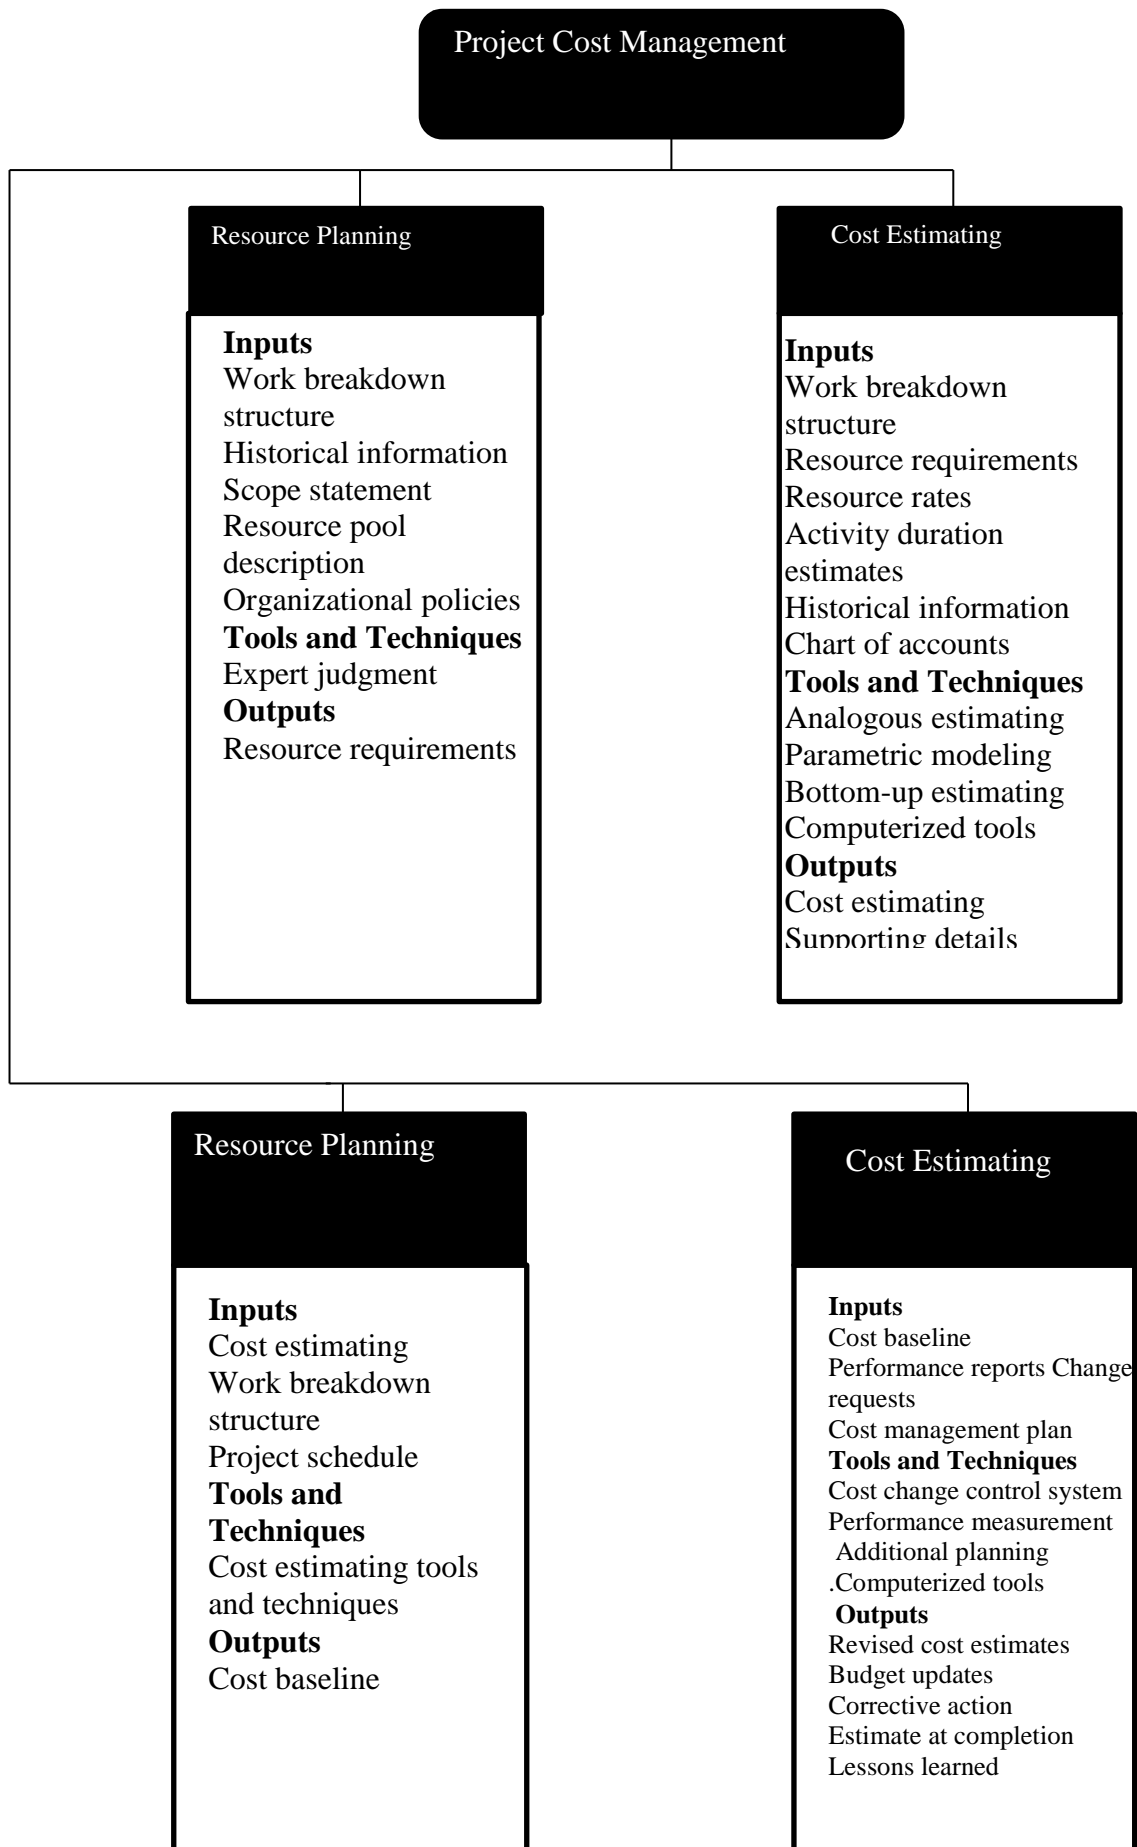 Project Cost Management
Resource Planning
Inputs
Work breakdown
structure
Historical information
Scope statement
Resource pool
description
Organizational policies
Tools and Techniques
Expert judgment
Outputs
Resource requirements
Cost Estimating
Inputs
Work breakdown
structure
Resource requirements
Resource rates
Activity duration
estimates
Historical information
Chart of accounts
Tools and Techniques
Analogous estimating
Parametric modeling
Bottom-up estimating
Computerized tools
Outputs
Cost estimating
Supporting details
Resource Planning
Inputs
Cost estimating
Work breakdown
structure
Project schedule
Tools and
Techniques
Cost estimating tools
and techniques
Outputs
Cost baseline
Cost Estimating
Inputs
Cost baseline
Performance reports Change
requests
Cost management plan
Tools and Techniques
Cost change control system
Performance measurement
Additional planning
.Computerized tools
Outputs
Revised cost estimates
Budget updates
Corrective action
Estimate at completion
Lessons learned